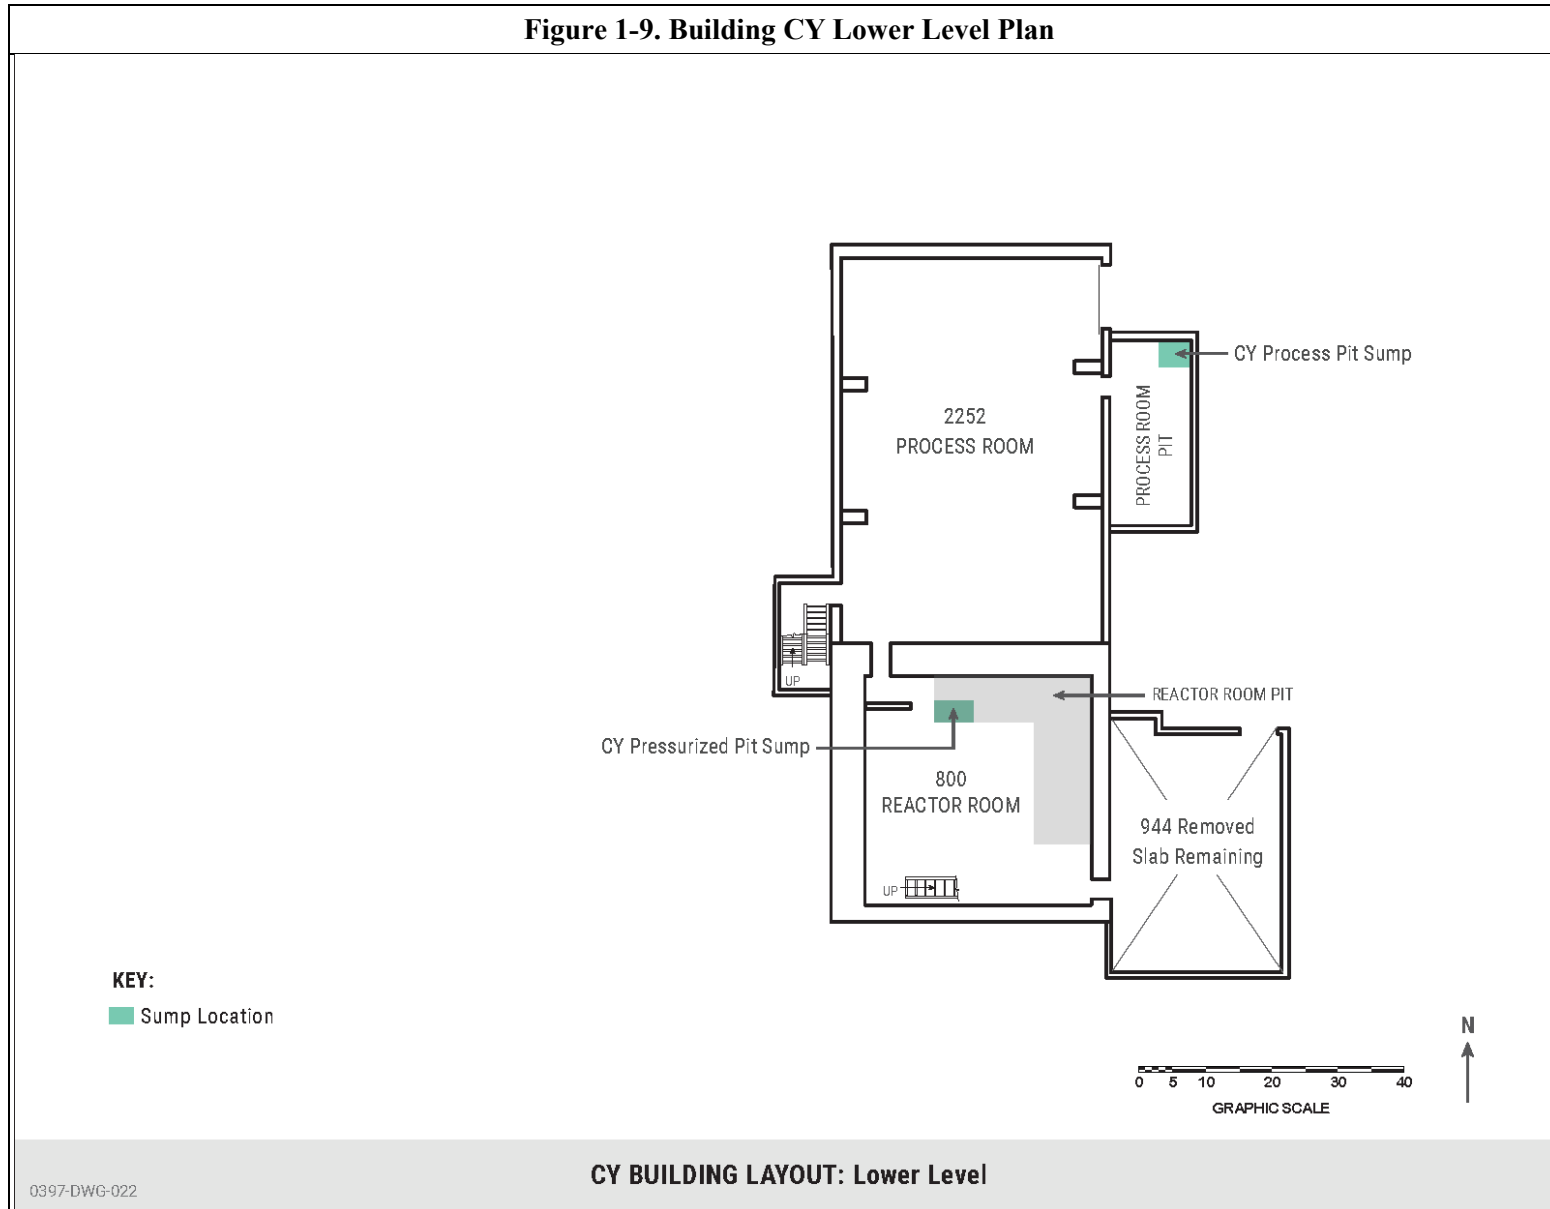 Figure 1-9. Building CY Lower Level Plan
CY Process Pit Sump
2252
PROCESS ROOM
PROCESS ROOM
PIT
UP
REACTOR ROOM PIT
CY Pressurized Pit Sump
800
REACTOR ROOM
944 Removed
Slab Remaining
UP
KEY:
Sump Location
N
0 5 10 20 30 40
GRAPHIC SCALE
CY BUILDING LAYOUT: Lower Level
0397-DWG-022